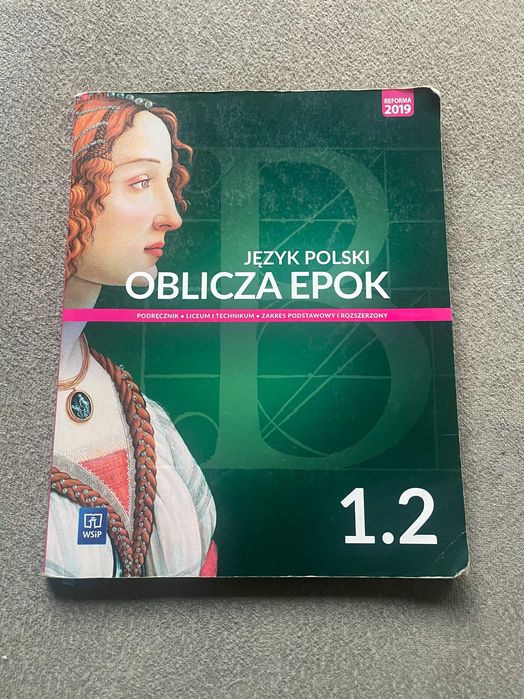 REFORMA
2019
JĘZYK POLSKI
OBLICZA EPOK
PODRĘCZNIK • LICEUM I TECHNIKUM • ZAKRES PODSTAWOWY I ROZSZERZONY
B
1.2
WSiP